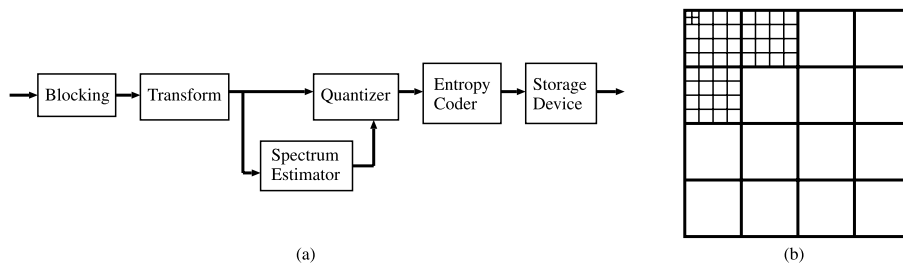 Blocking
Transform
Quantizer
Entropy
Coder
Storage
Device
Spectrum
Estimator
(a)
(b)